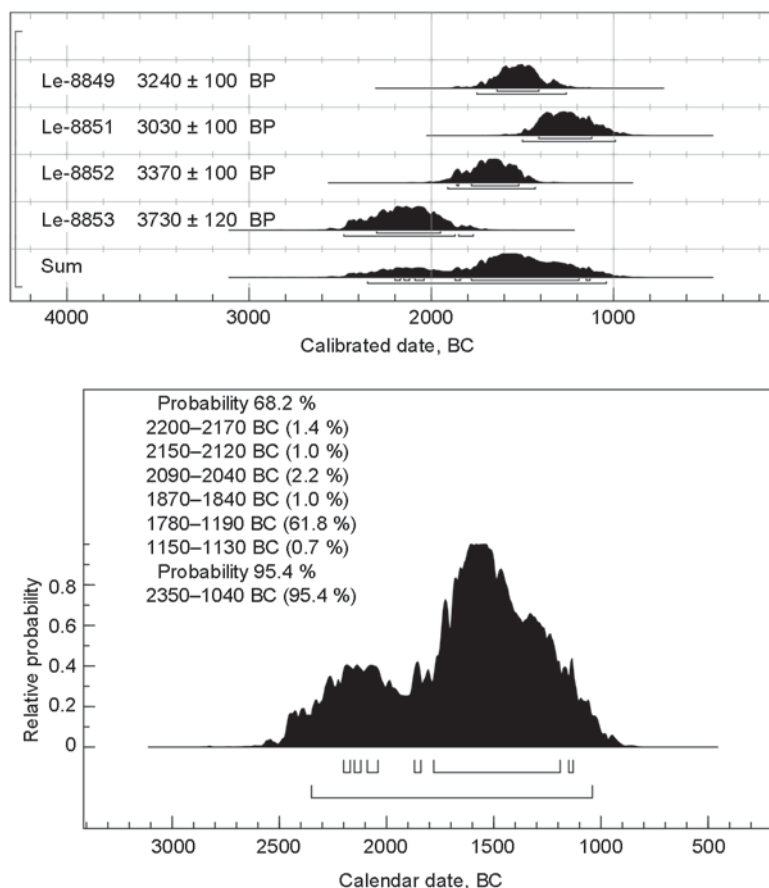 Le-8849 3240 ± 100 BP
Le-8851 3030 ± 100 BP
Le-8852 3370 ± 100 BP
Le-8853 3730 ± 120 BP
Sum
4000 3000 2000 1000
Calibrated date, BC
Probability 68.2 %
2200–2170 BC (1.4 %)
2150–2120 BC (1.0 %)
2090–2040 BC (2.2 %)
1870–1840 BC (1.0 %)
1780–1190 BC (61.8 %)
1150–1130 BC (0.7 %)
Probability 95.4 %
2350–1040 BC (95.4 %)
Relative probability
0.8
0.6
0.4
0.2
0
3000 2500 2000 1500 1000 500
Calendar date, BC